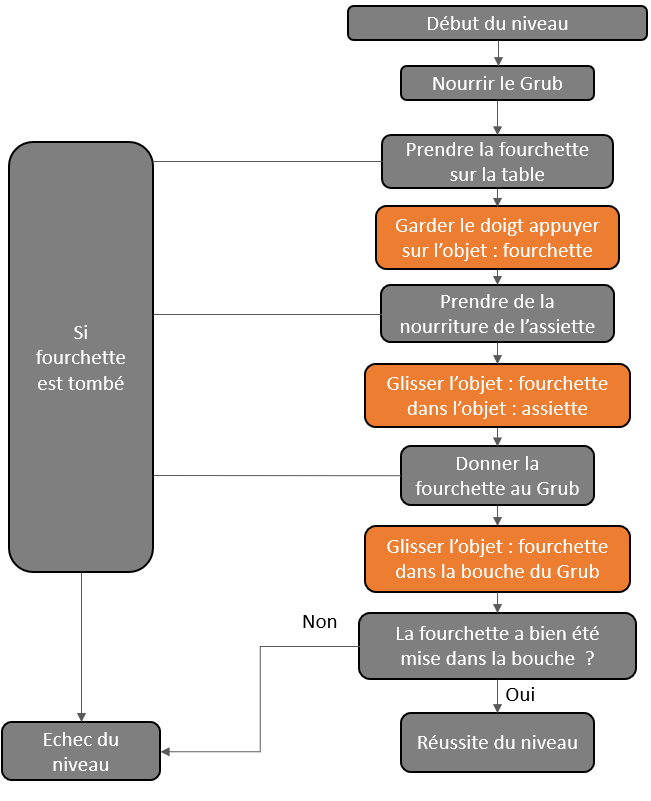 Début du niveau
Nourrir le Grub
Prendre la fourchette
sur la table
Garder le doigt appuyer
sur l’objet : fourchette
Prendre de la
nourriture de l’assiette
Si
fourchette
est tombé
Glisser l’objet : fourchette
dans l’objet : assiette
Donner la
fourchette au Grub
Glisser l’objet : fourchette
dans la bouche du Grub
Non
La fourchette a bien été
mise dans la bouche  ?
Oui
Echec du
niveau
Réussite du niveau